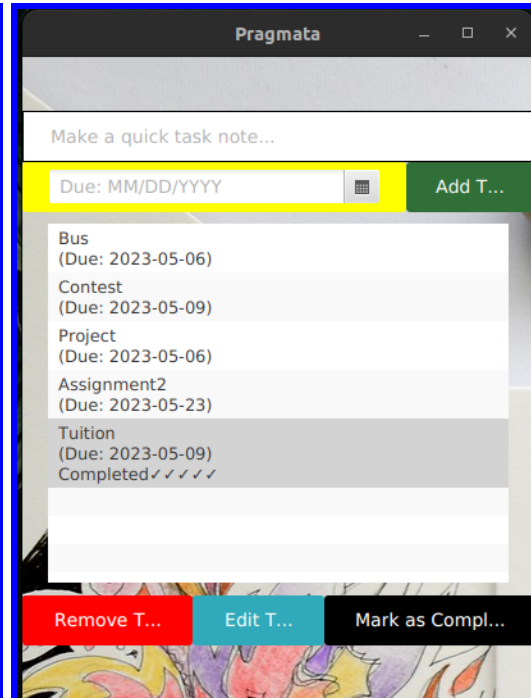 Pragmata
Make a quick task note...
Due: MM/DD/YYYY
Add T...
Bus
(Due: 2023-05-06)
Contest
(Due: 2023-05-09)
Project
(Due: 2023-05-06)
Assignment2
(Due: 2023-05-23)
Tuition
(Due: 2023-05-09)
Completed✓✓✓✓✓
Remove T...
Edit T...
Mark as Compl...